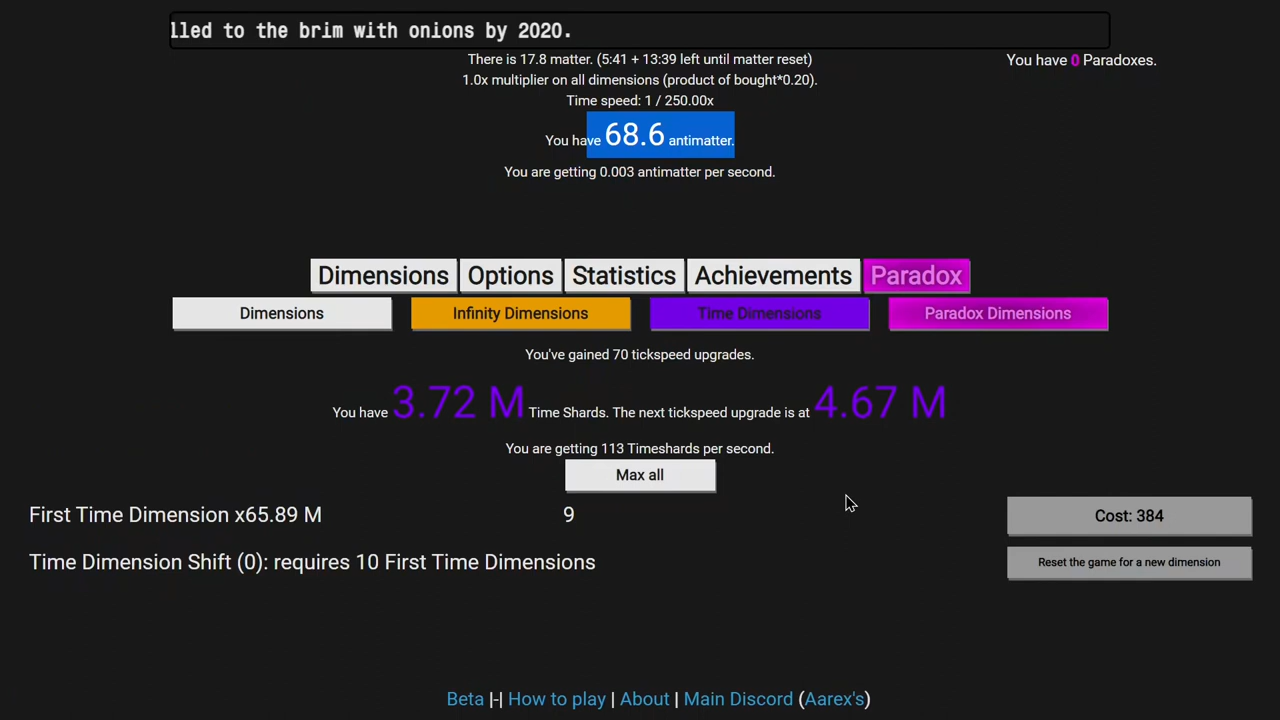 lled to the brim with onions by 2020.
There is 17.8 matter. (5:41 + 13:39 left until matter reset)
You have 0 Paradoxes.
1.0x multiplier on all dimensions (product of bought*0.20).
Time speed: 1 / 250.00x
You have 68.6 antimatter.
You are getting 0.003 antimatter per second.
Dimensions Options Statistics Achievements Paradox
Dimensions Infinity Dimensions Time Dimensions Paradox Dimensions
You've gained 70 tickspeed upgrades.
You have 3.72 M Time Shards. The next tickspeed upgrade is at 4.67 M
You are getting 113 Timeshards per second.
Max all
First Time Dimension x65.89 M 9 Cost: 384
Time Dimension Shift (0): requires 10 First Time Dimensions Reset the game for a new dimension
Beta |-| How to play | About | Main Discord (Aarex's)